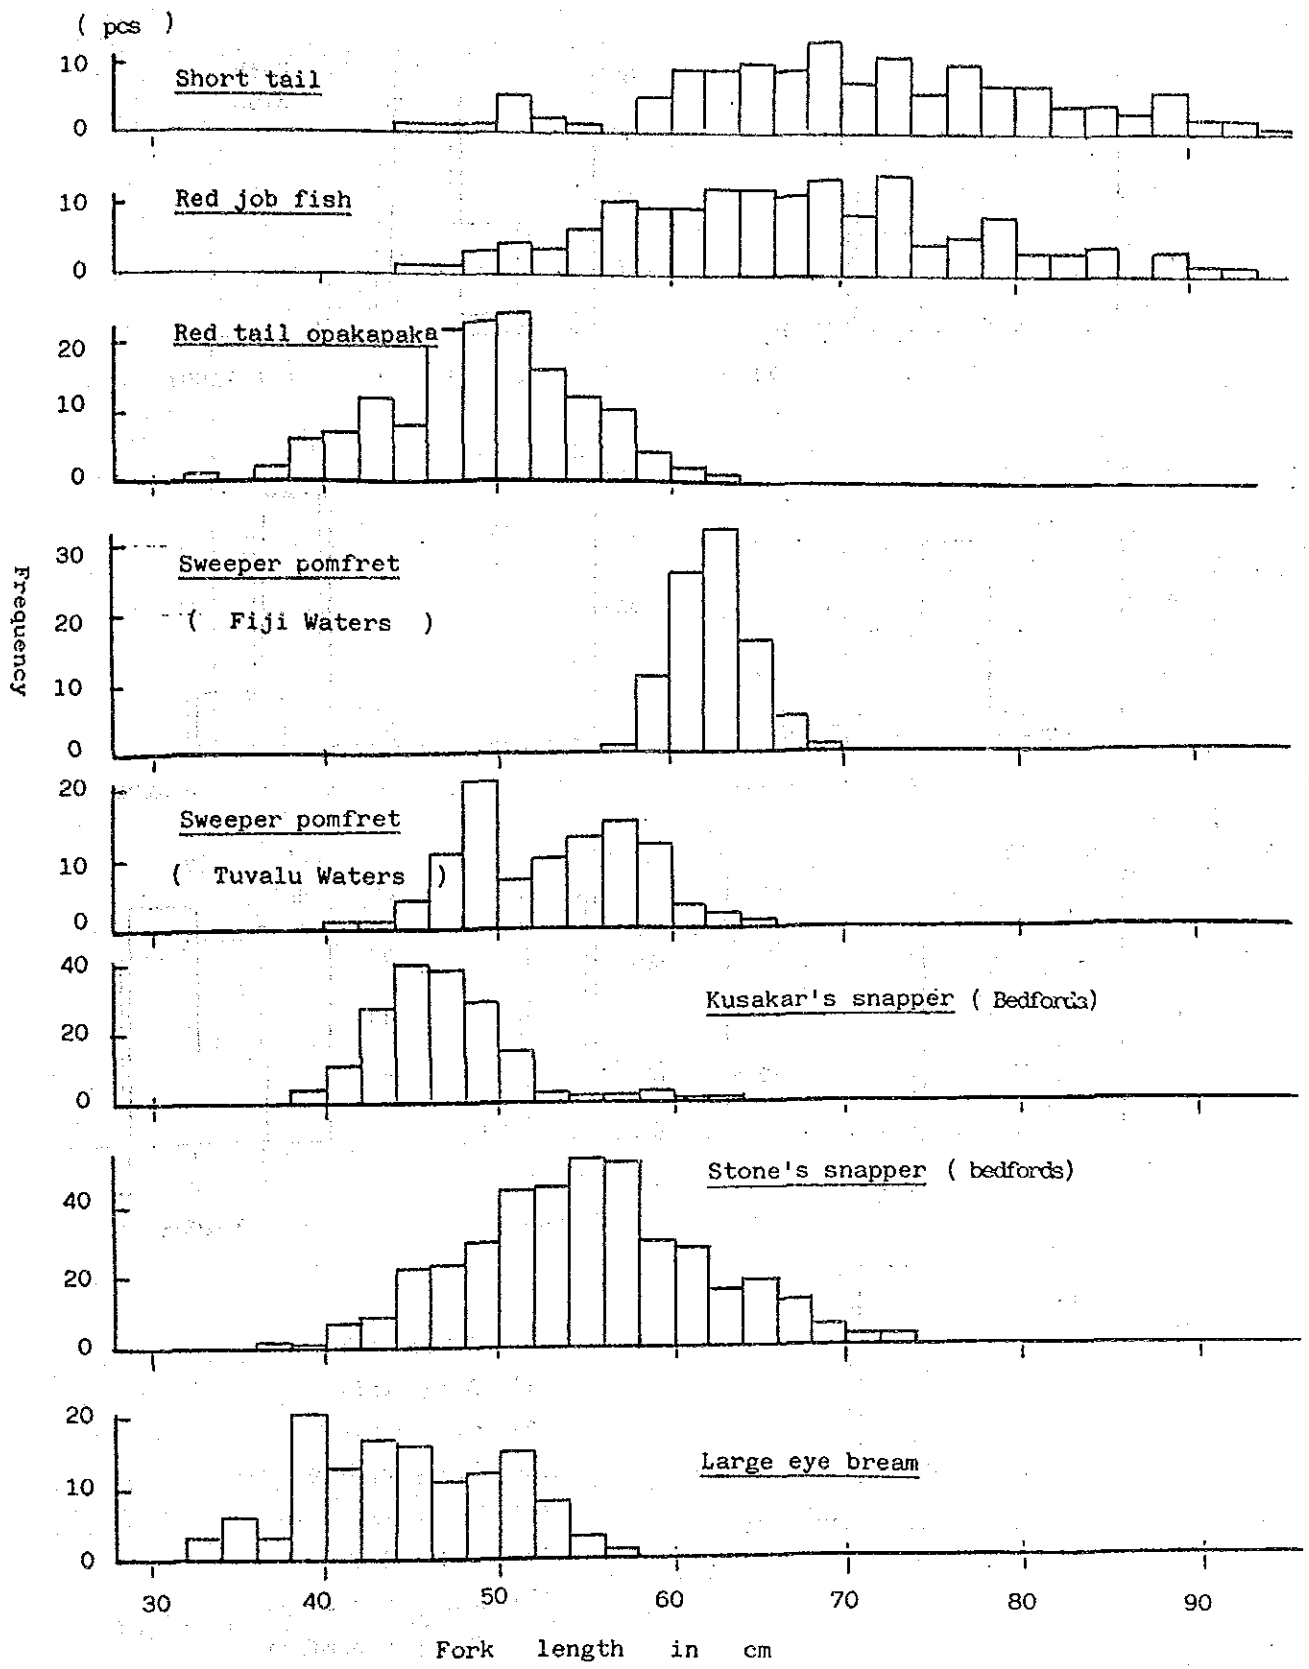 ( pcs )
10
Short tail
0
10
Red job fish
0
Red tail opakapaka
20
10
0
30
Sweeper pomfret
20
( Fiji Waters )
10
0
Frequency
20
Sweeper pomfret
10
( Tuvalu Waters )
0
40
Kusakar's snapper ( Bedfords)
20
0
Stone's snapper ( bedfords)
40
20
0
20
Large eye bream
10
0
30 40 50 60 70 80 90
Fork length in cm